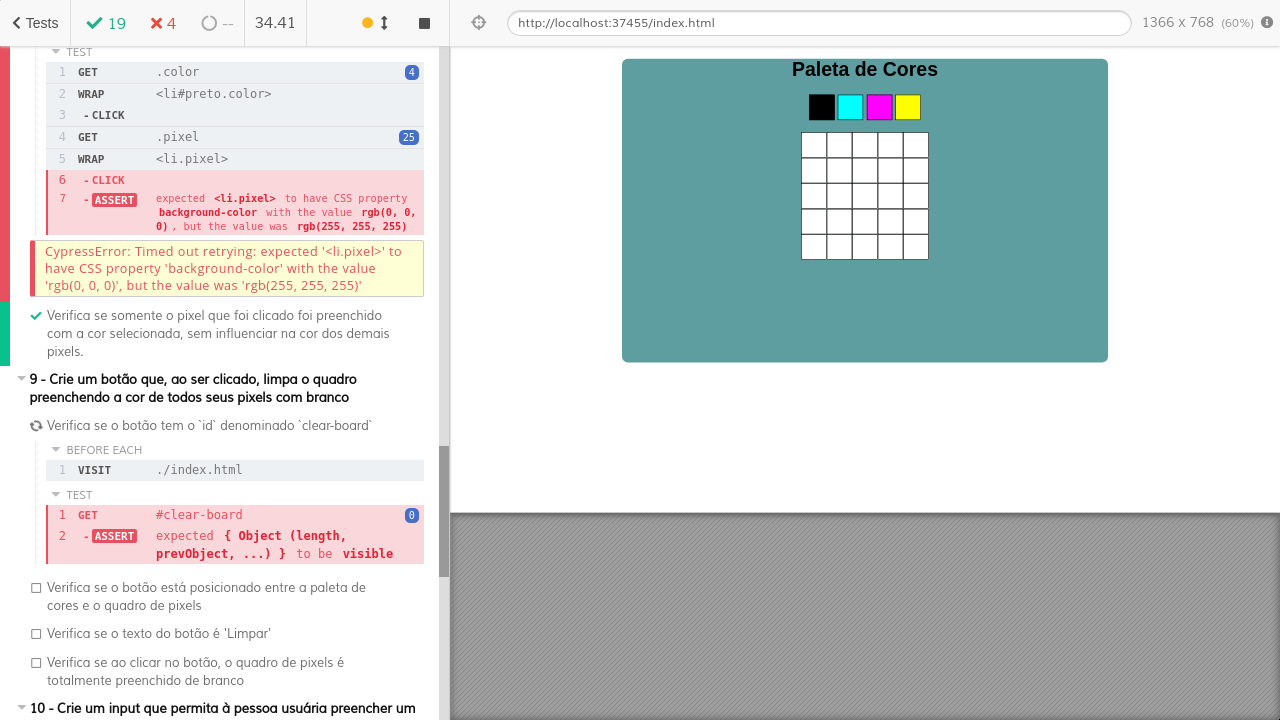 Tests
19
4
--
34.41
http://localhost:37455/index.html
1366 x 768 (60%)
TEST
1 GET .color 4
2 WRAP <li#preto.color>
3 - CLICK
4 GET .pixel 25
5 WRAP <li.pixel>
6 - CLICK
7 - ASSERT expected <li.pixel> to have CSS property
background-color with the value rgb(0, 0,
0) , but the value was rgb(255, 255, 255)
CypressError: Timed out retrying: expected '<li.pixel>' to
have CSS property 'background-color' with the value
'rgb(0, 0, 0)', but the value was 'rgb(255, 255, 255)'
Verifica se somente o pixel que foi clicado foi preenchido
com a cor selecionada, sem influenciar na cor dos demais
pixels.
9 - Crie um botão que, ao ser clicado, limpa o quadro
preenchendo a cor de todos seus pixels com branco
Verifica se o botão tem o `id` denominado `clear-board`
BEFORE EACH
1 VISIT ./index.html
TEST
1 GET #clear-board 0
2 - ASSERT expected { Object (length,
prevObject, ...) } to be visible
Verifica se o botão está posicionado entre a paleta de
cores e o quadro de pixels
Verifica se o texto do botão é 'Limpar'
Verifica se ao clicar no botão, o quadro de pixels é
totalmente preenchido de branco
10 - Crie um input que permita à pessoa usuária preencher um
Paleta de Cores